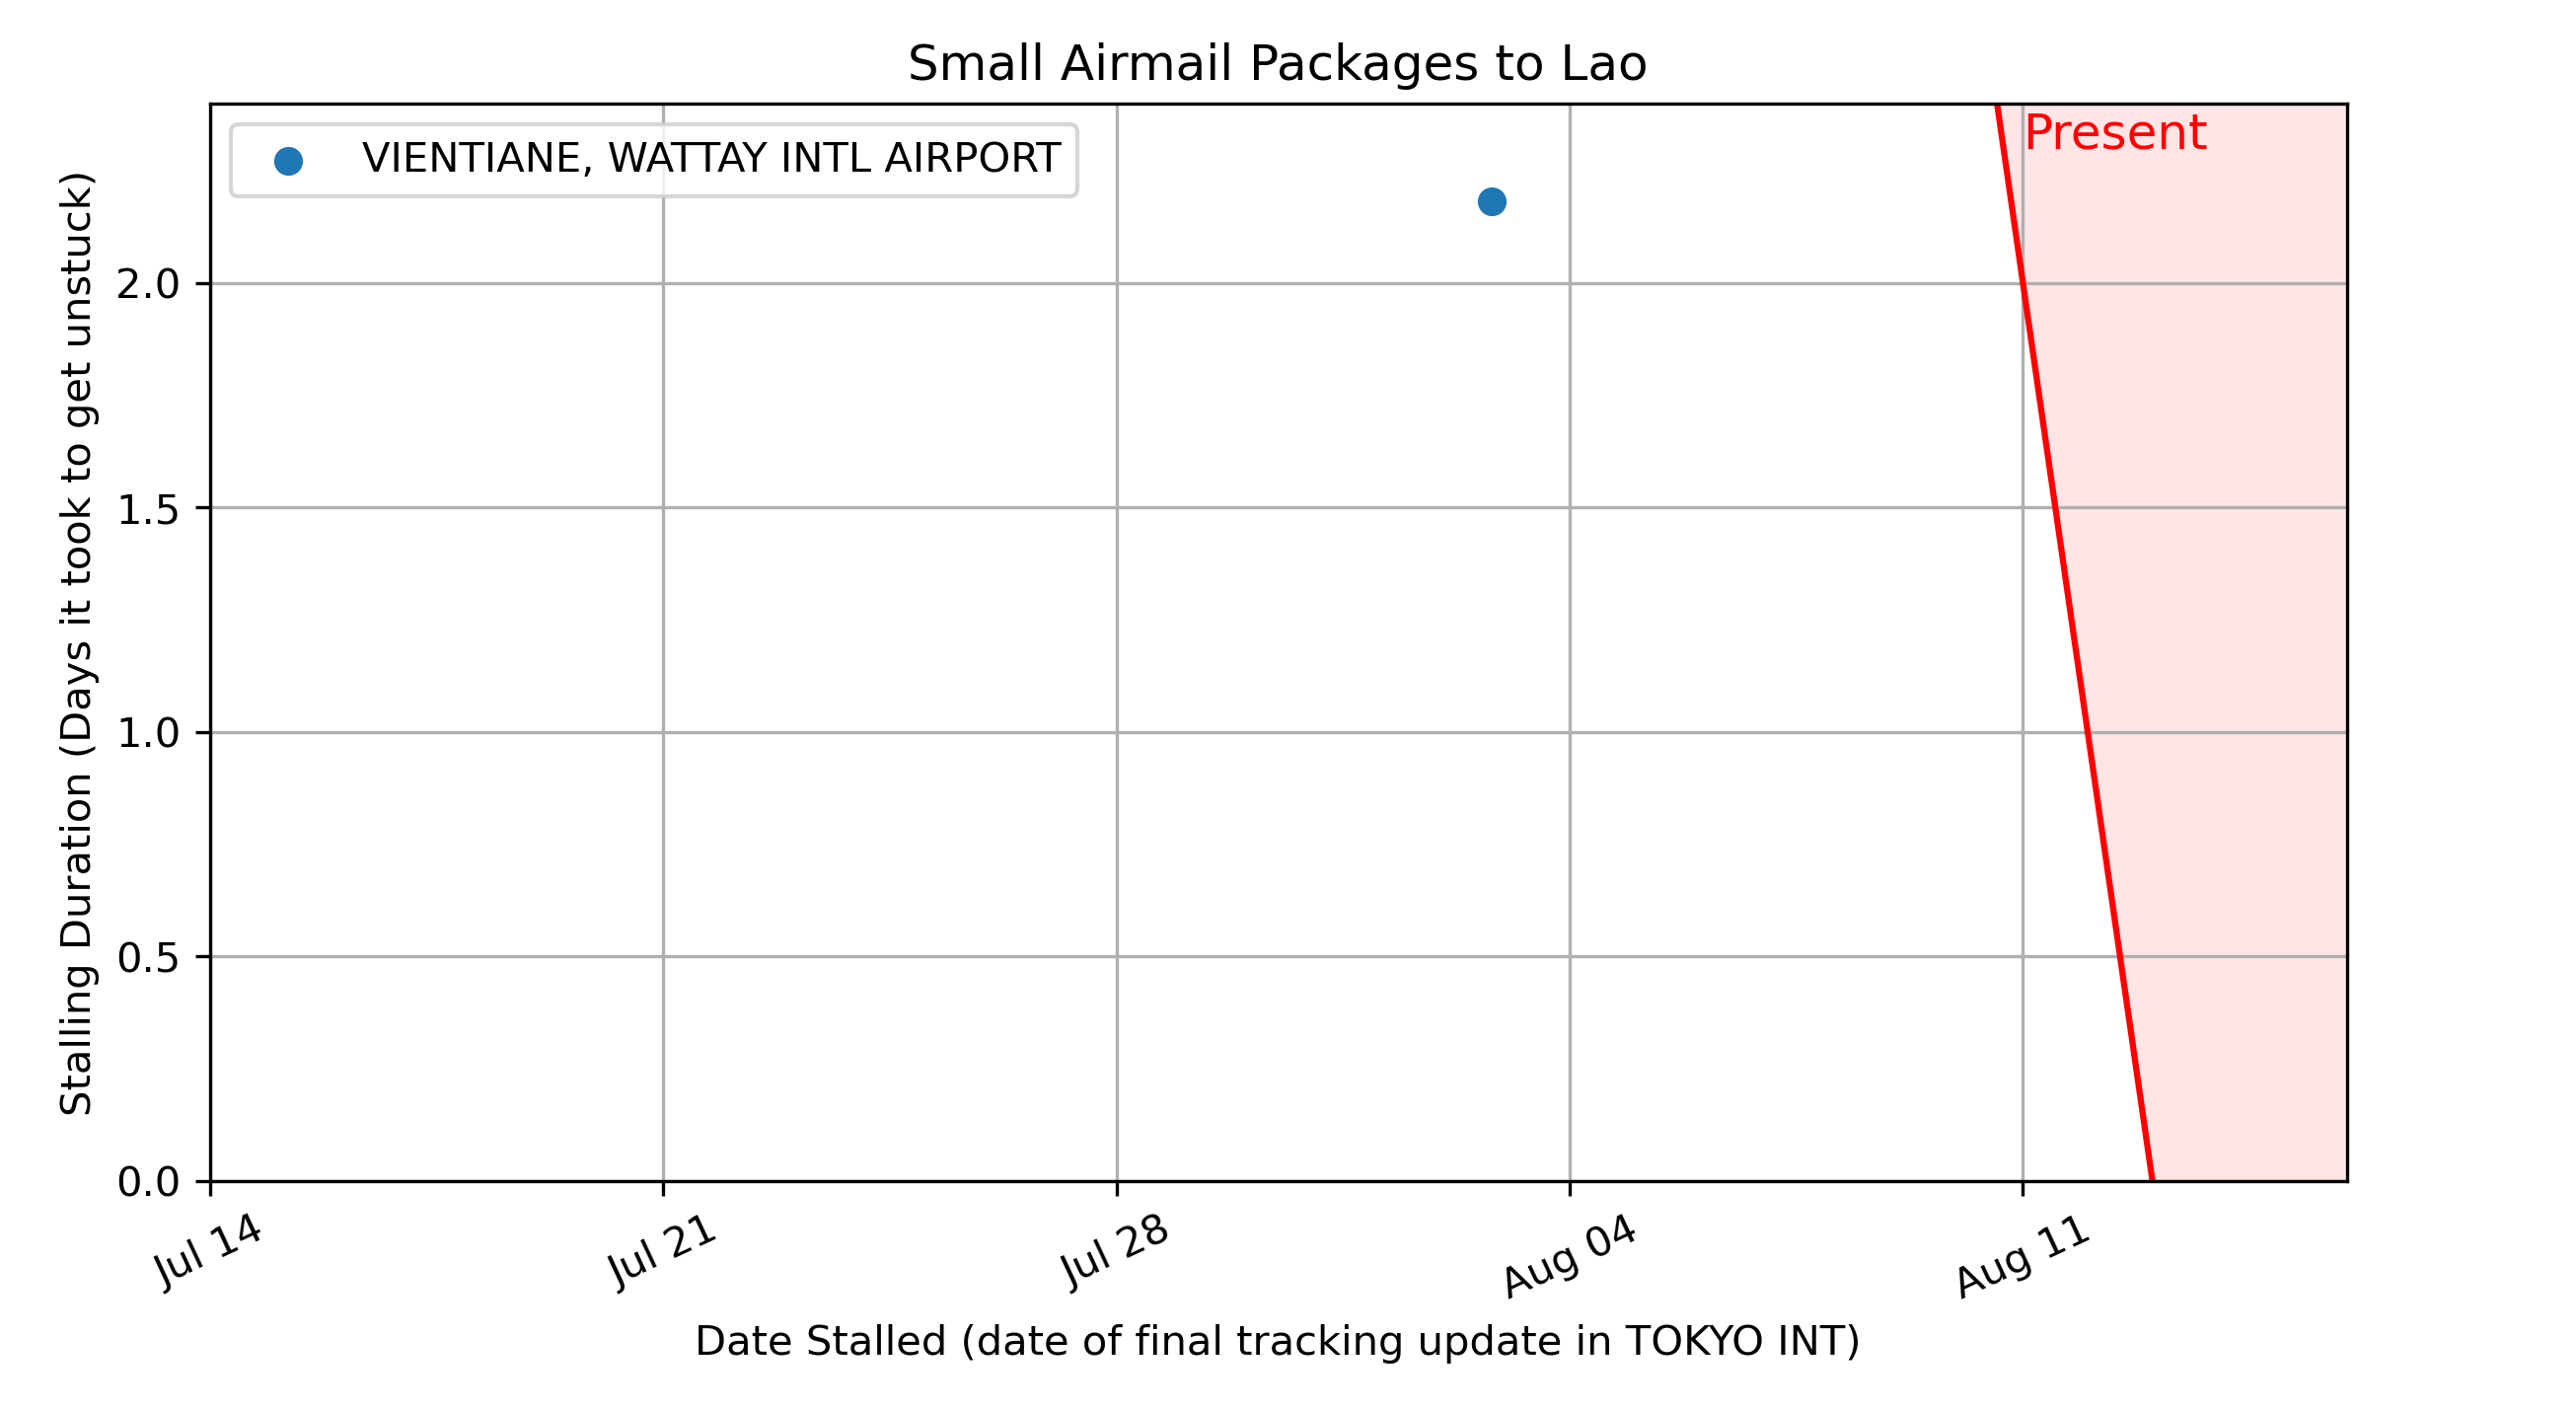 Small Airmail Packages to Lao
VIENTIANE, WATTAY INTL AIRPORT
Present
Stalling Duration (Days it took to get unstuck)
2.0
1.5
1.0
0.5
0.0
Jul 14
Jul 21
Jul 28
Aug 04
Aug 11
Date Stalled (date of final tracking update in TOKYO INT)